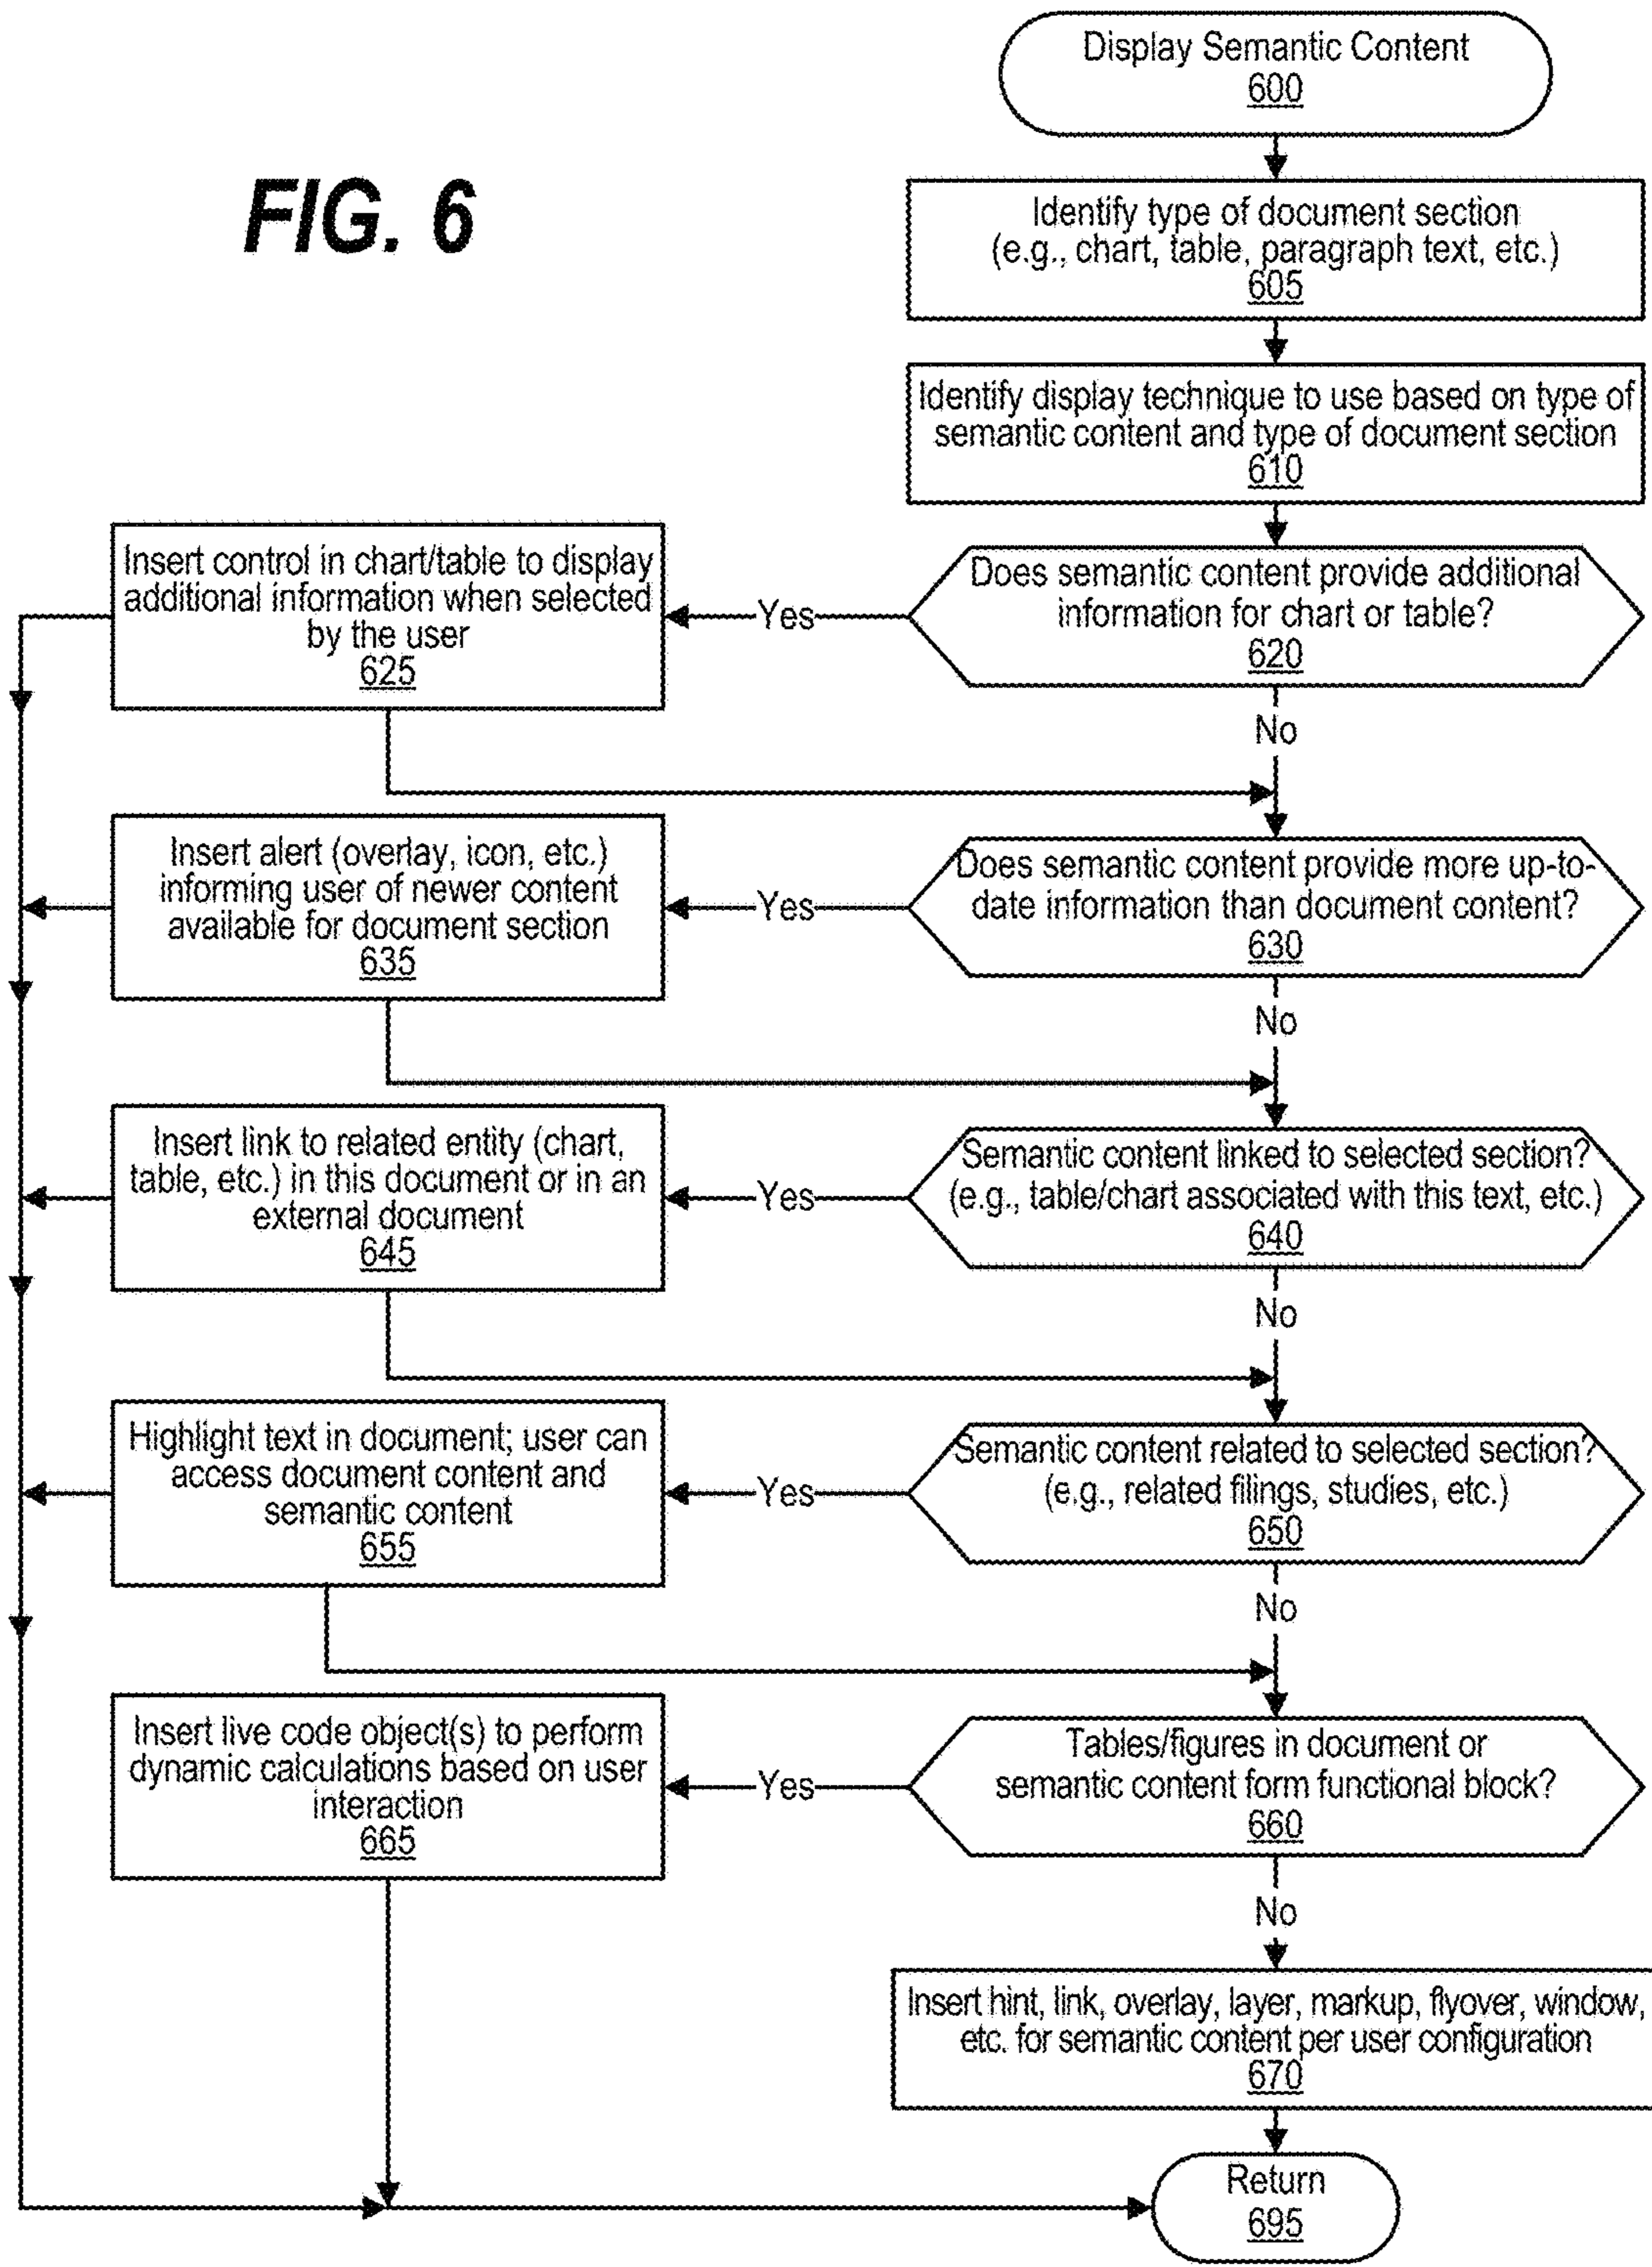 FIG. 6
Display Semantic Content
600
Identify type of document section
(e.g., chart, table, paragraph text, etc.)
605
Identify display technique to use based on type of
semantic content and type of document section
610
Does semantic content provide additional
information for chart or table?
620
Yes
Insert control in chart/table to display
additional information when selected
by the user
625
No
Does semantic content provide more up-to-
date information than document content?
630
Yes
Insert alert (overlay, icon, etc.)
informing user of newer content
available for document section
635
No
Semantic content linked to selected section?
(e.g., table/chart associated with this text, etc.)
640
Yes
Insert link to related entity (chart,
table, etc.) in this document or in an
external document
645
No
Semantic content related to selected section?
(e.g., related filings, studies, etc.)
650
Yes
Highlight text in document; user can
access document content and
semantic content
655
No
Tables/figures in document or
semantic content form functional block?
660
Yes
Insert live code object(s) to perform
dynamic calculations based on user
interaction
665
No
Insert hint, link, overlay, layer, markup, flyover, window,
etc. for semantic content per user configuration
670
Return
695